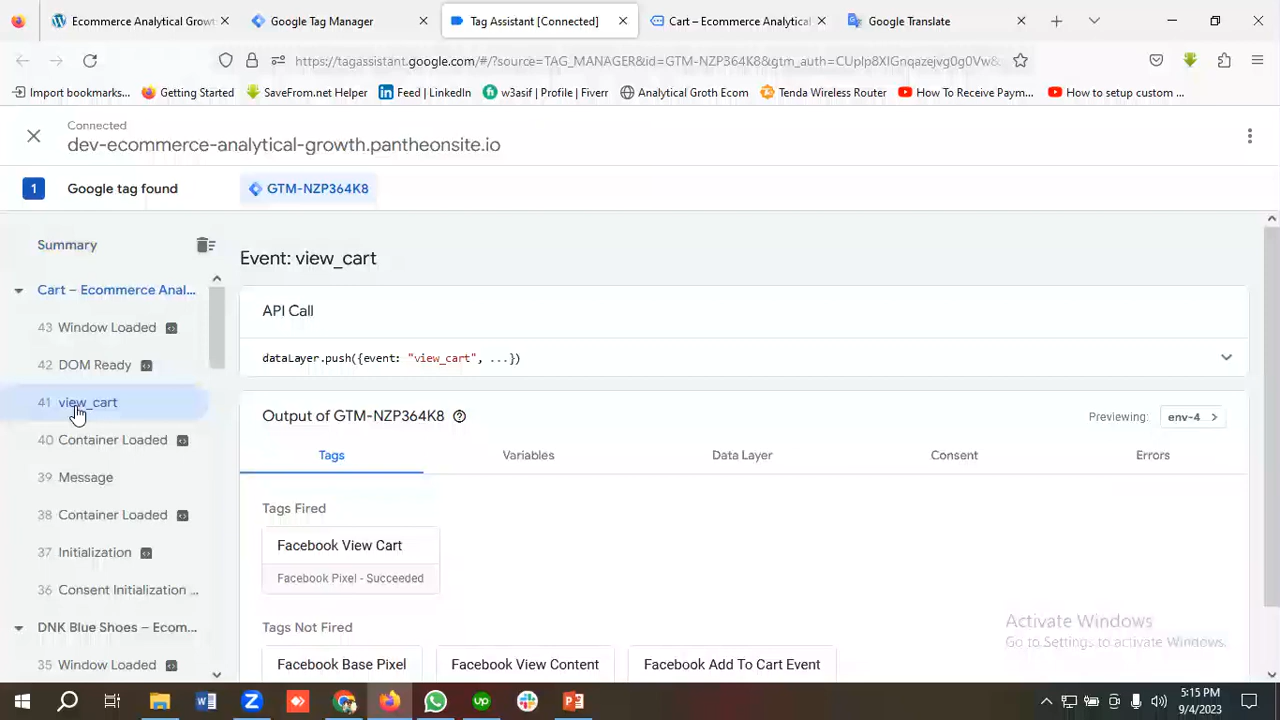 Ecommerce Analytical Growt
Google Tag Manager
Tag Assistant [Connected]
Cart – Ecommerce Analytical
Google Translate
https://tagassistant.google.com/#/?source=TAG_MANAGER&id=GTM-NZP364K8&gtm_auth=
Import bookmarks...
Getting Started
SaveFrom.net Helper
Feed | LinkedIn
w3asif | Profile | Fiverr
Analytical Groth Ecom
Tenda Wireless Router
How To Receive Paym...
How to setup custom ...
Connected
dev-ecommerce-analytical-growth.pantheonsite.io
1
Google tag found
GTM-NZP364K8
Summary
Cart – Ecommerce Anal...
43 Window Loaded
42 DOM Ready
41 view_cart
40 Container Loaded
39 Message
38 Container Loaded
37 Initialization
36 Consent Initialization ...
DNK Blue Shoes – Ecom...
35 Window Loaded
Event: view_cart
API Call
dataLayer.push({event: "view_cart", ...})
Output of GTM-NZP364K8
Previewing: env-4
Tags
Variables
Data Layer
Consent
Errors
Tags Fired
Facebook View Cart
Facebook Pixel - Succeeded
Tags Not Fired
Facebook Base Pixel
Facebook View Content
Facebook Add To Cart Event
Activate Windows
Go to Settings to activate Windows.
5:15 PM
9/4/2023